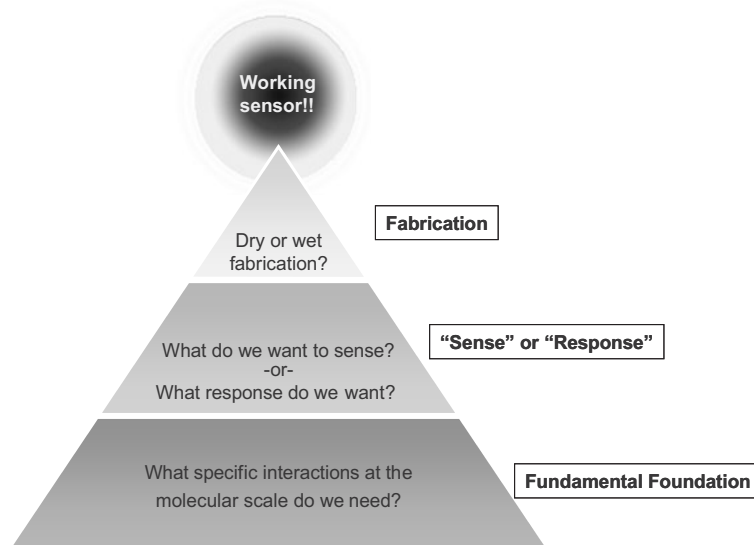 Working
sensor!!
Fabrication
Dry or wet
fabrication?
“Sense” or “Response”
What do we want to sense?
-or-
What response do we want?
What specific interactions at the
molecular scale do we need?
Fundamental Foundation